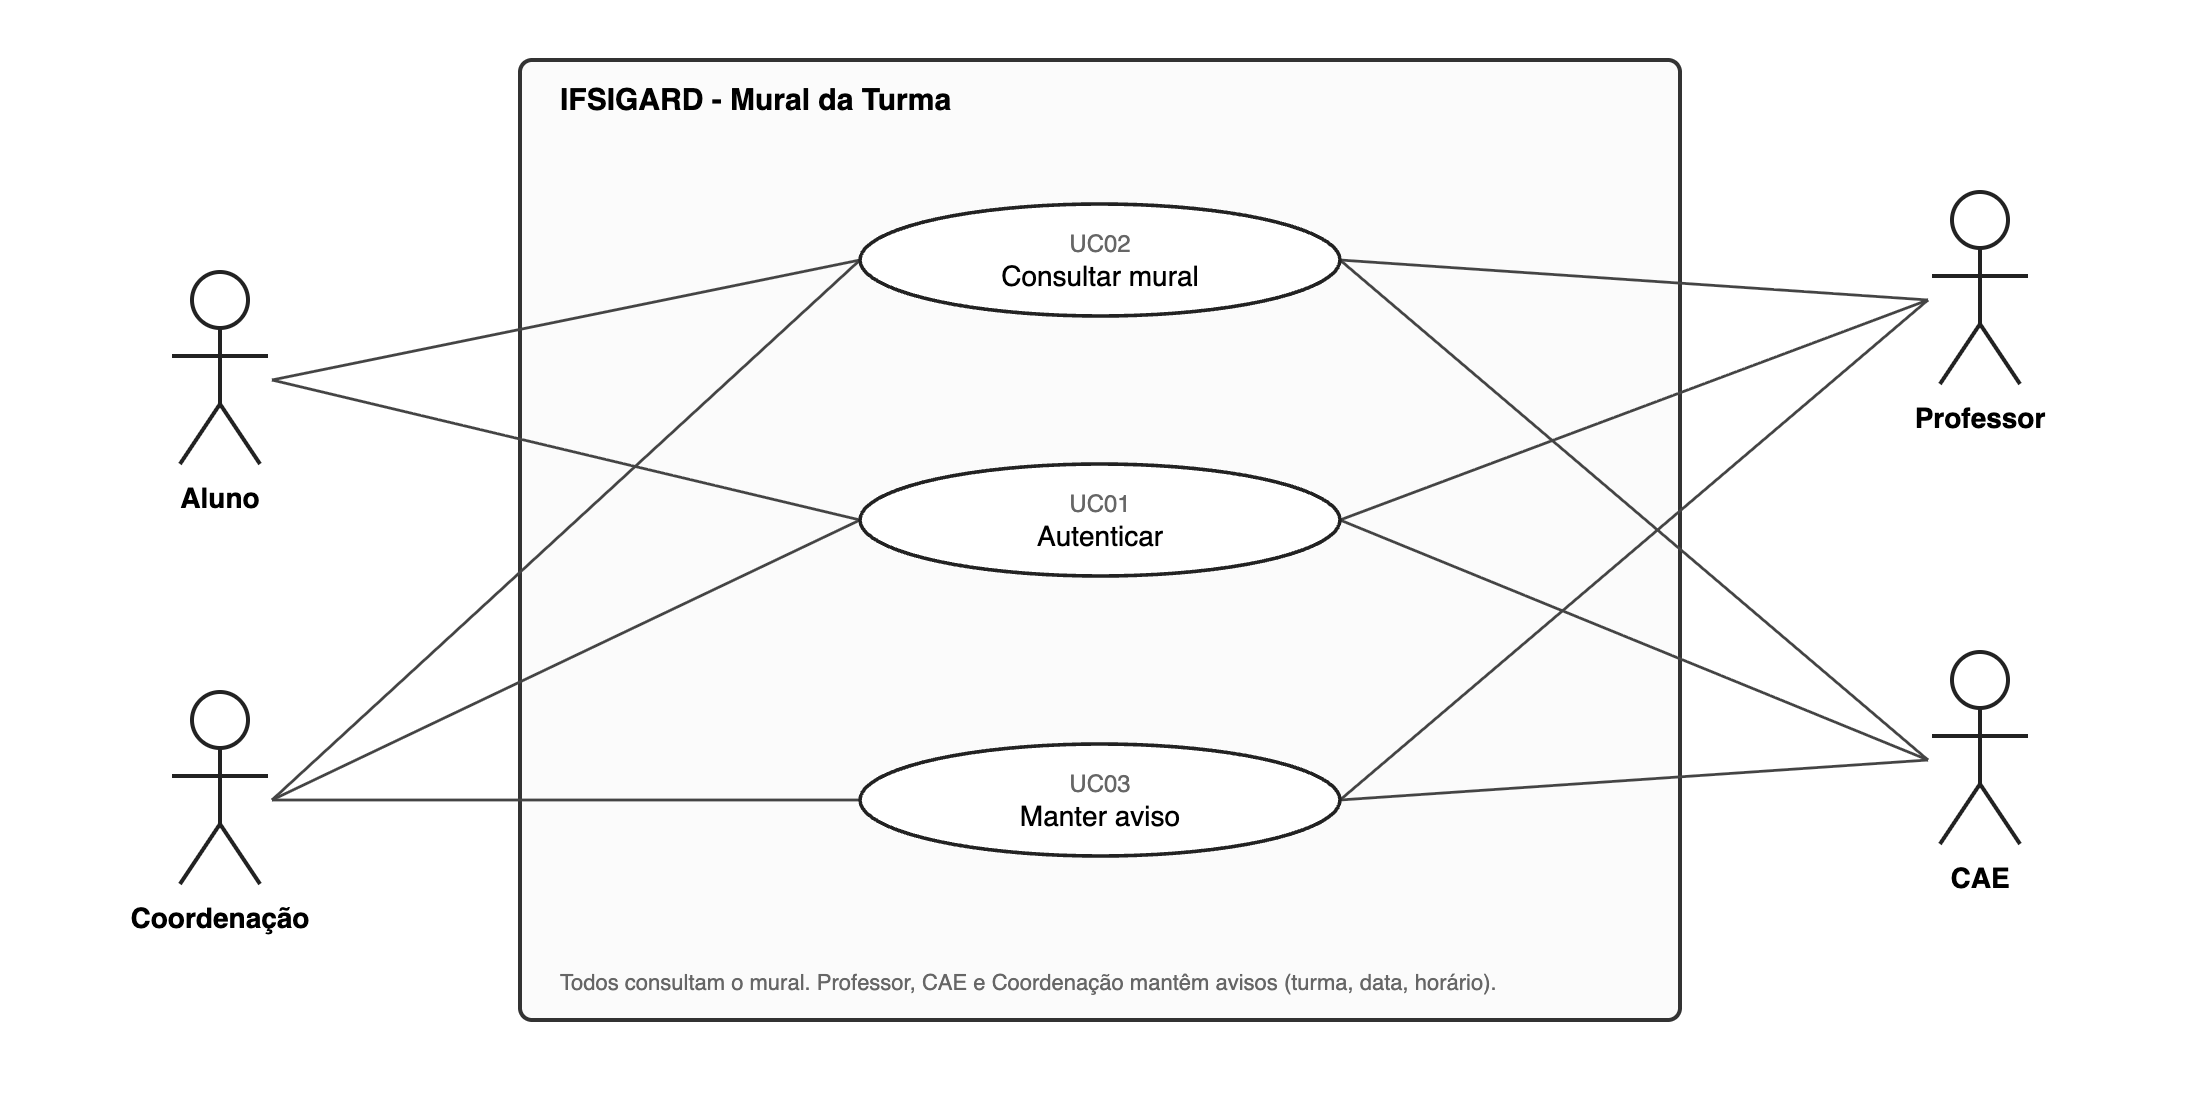 IFSIGARD - Mural da Turma
UC02
Consultar mural
Professor
Aluno
UC01
Autenticar
UC03
Manter aviso
CAE
Coordenação
Todos consultam o mural. Professor, CAE e Coordenação mantêm avisos (turma, data, horário).